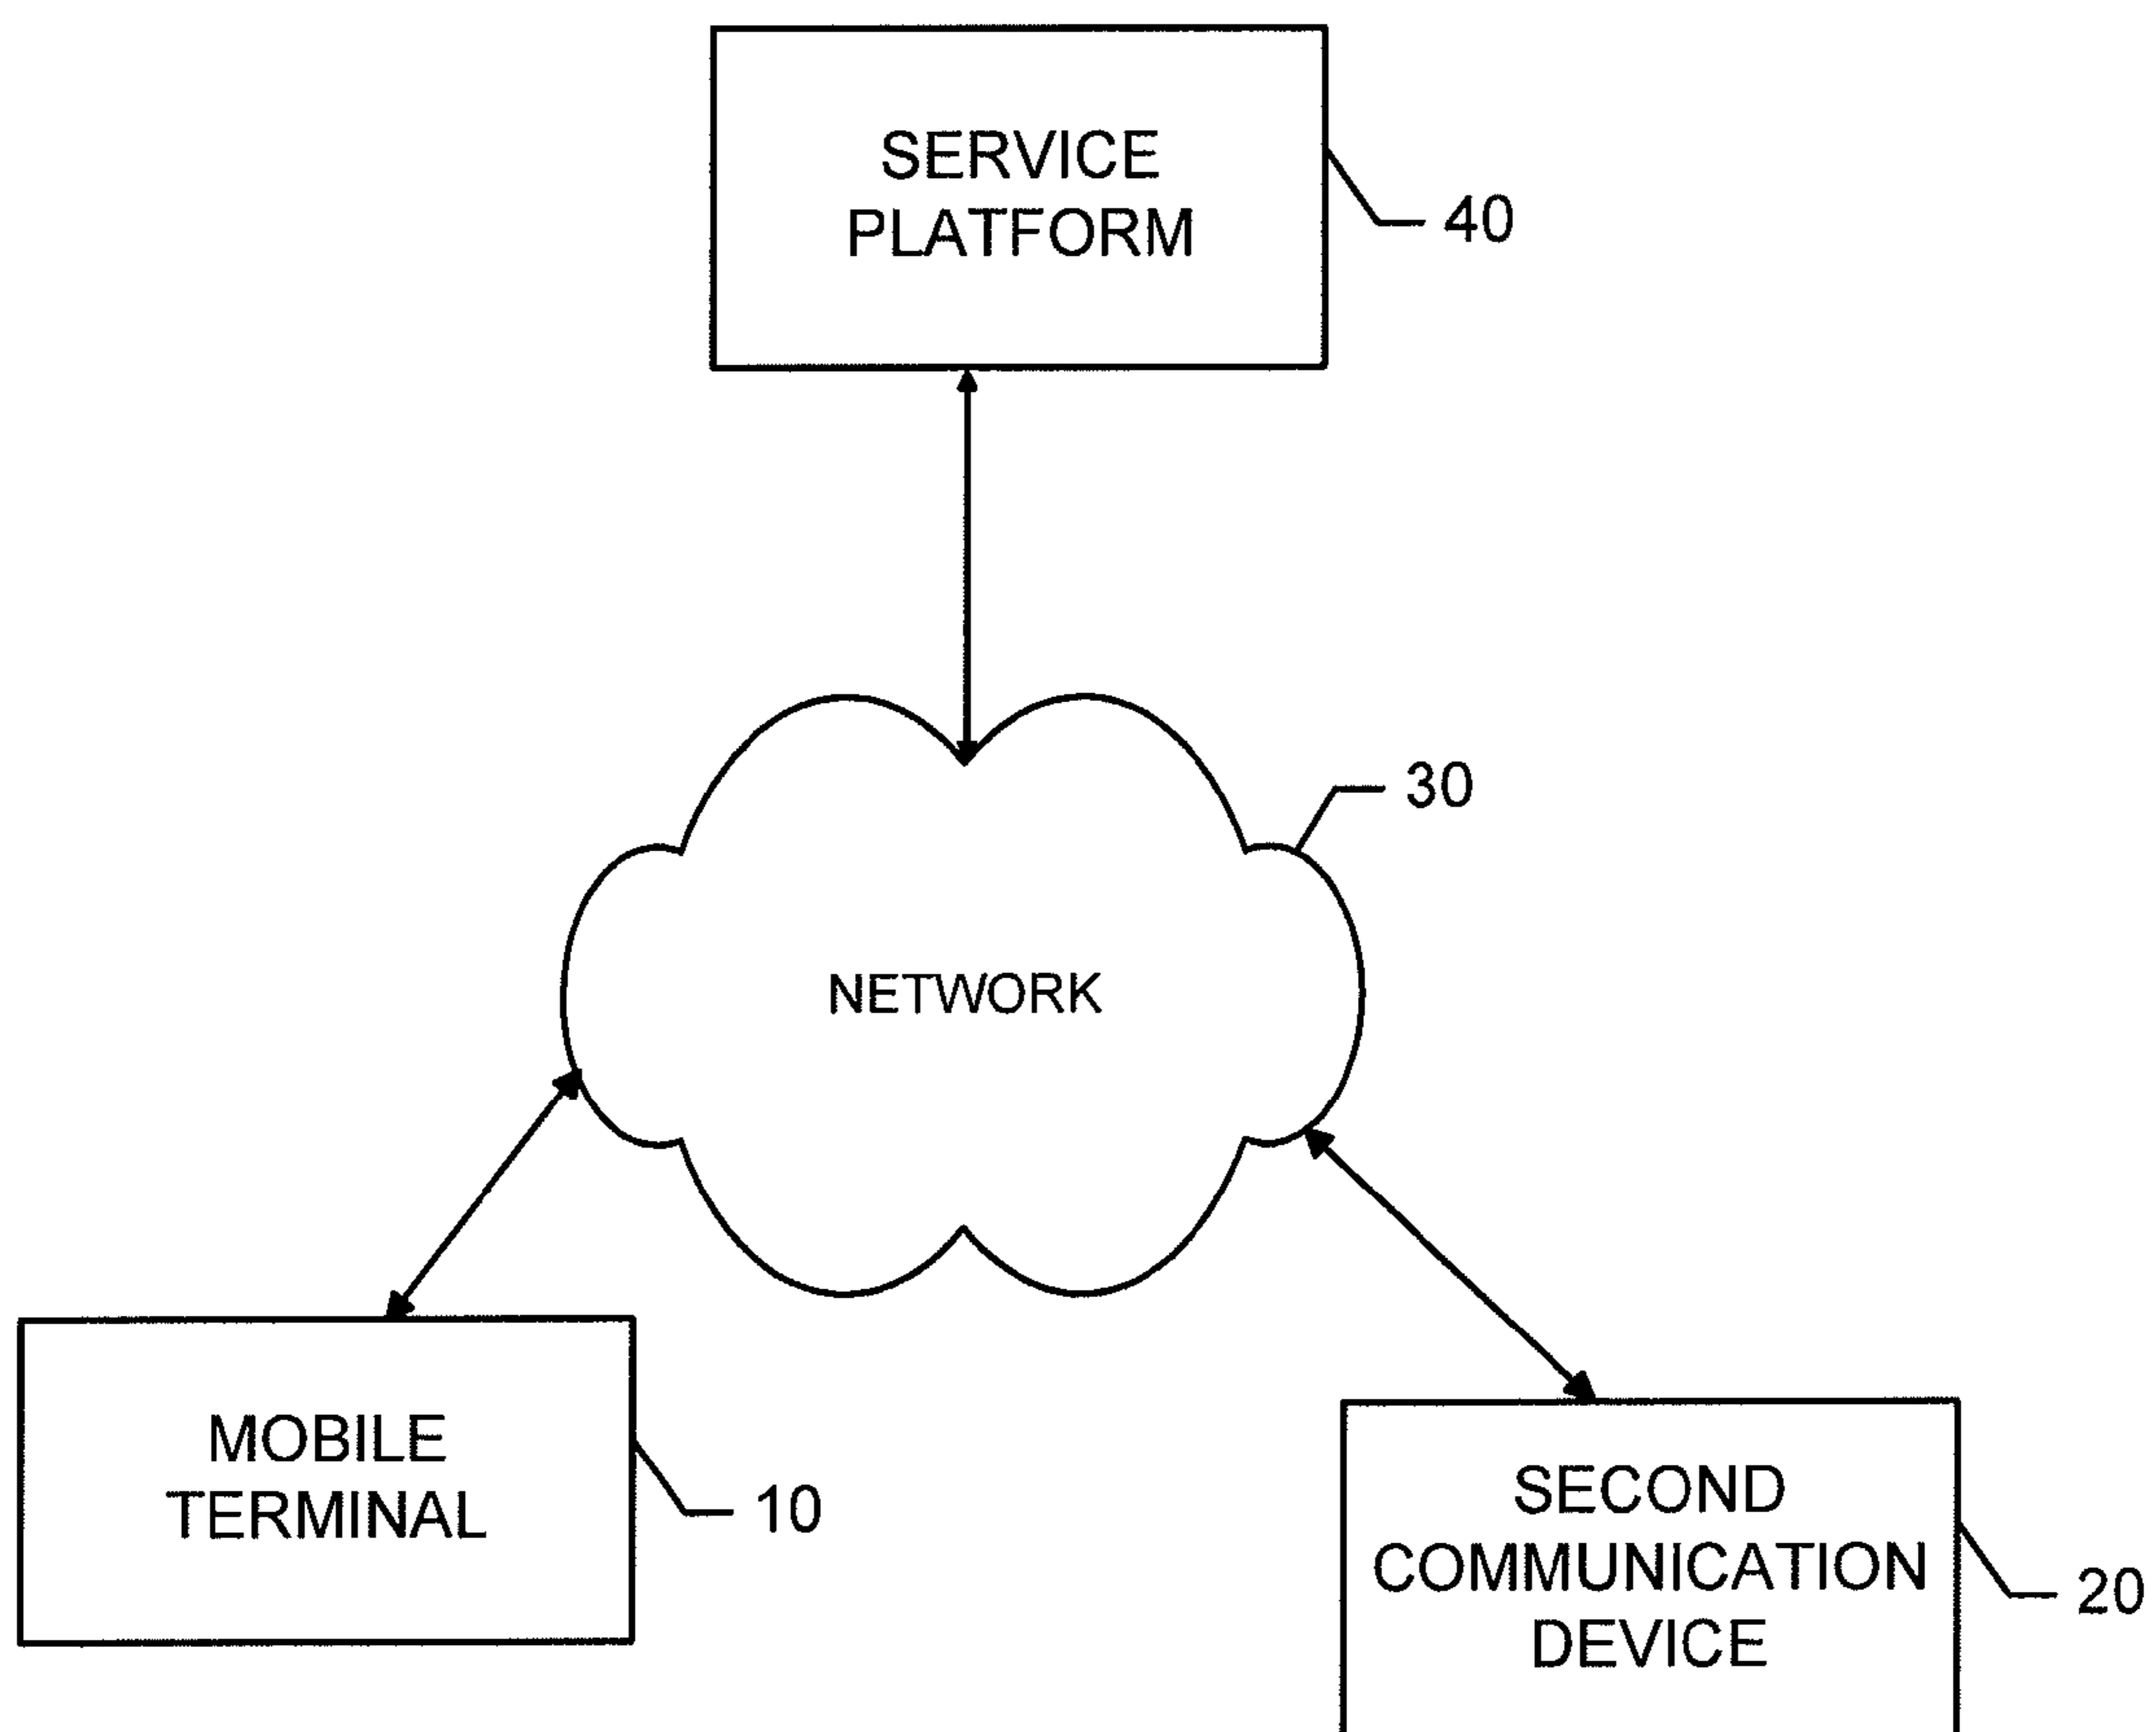 SERVICE
PLATFORM
40
30
NETWORK
MOBILE
TERMINAL
10
SECOND
COMMUNICATION
DEVICE
20